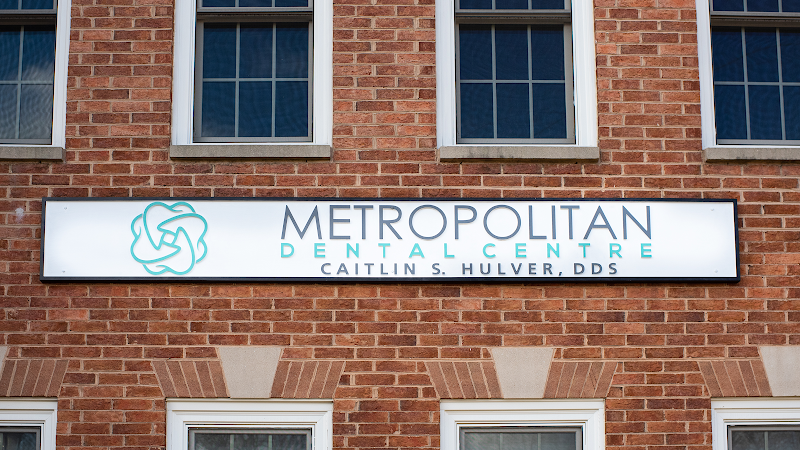 METROPOLITAN
DENTAL CENTRE
CAITLIN S. HULVER, DDS